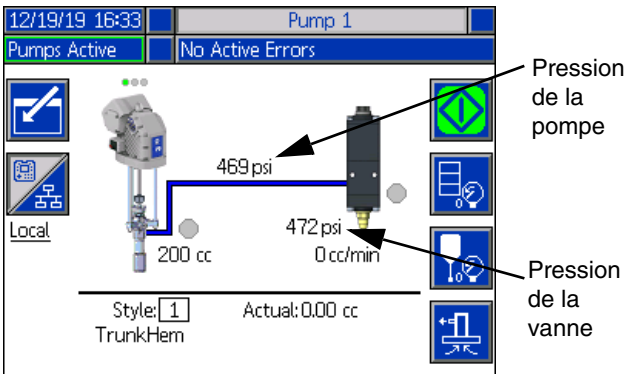 12/19/19 16:33
Pump 1
Pumps Active
No Active Errors
Pression
de la
pompe
469 psi
Local
472 psi
200 cc
0 cc/min
Pression
de la
vanne
Style: 1
Actual: 0.00 cc
TrunkHem